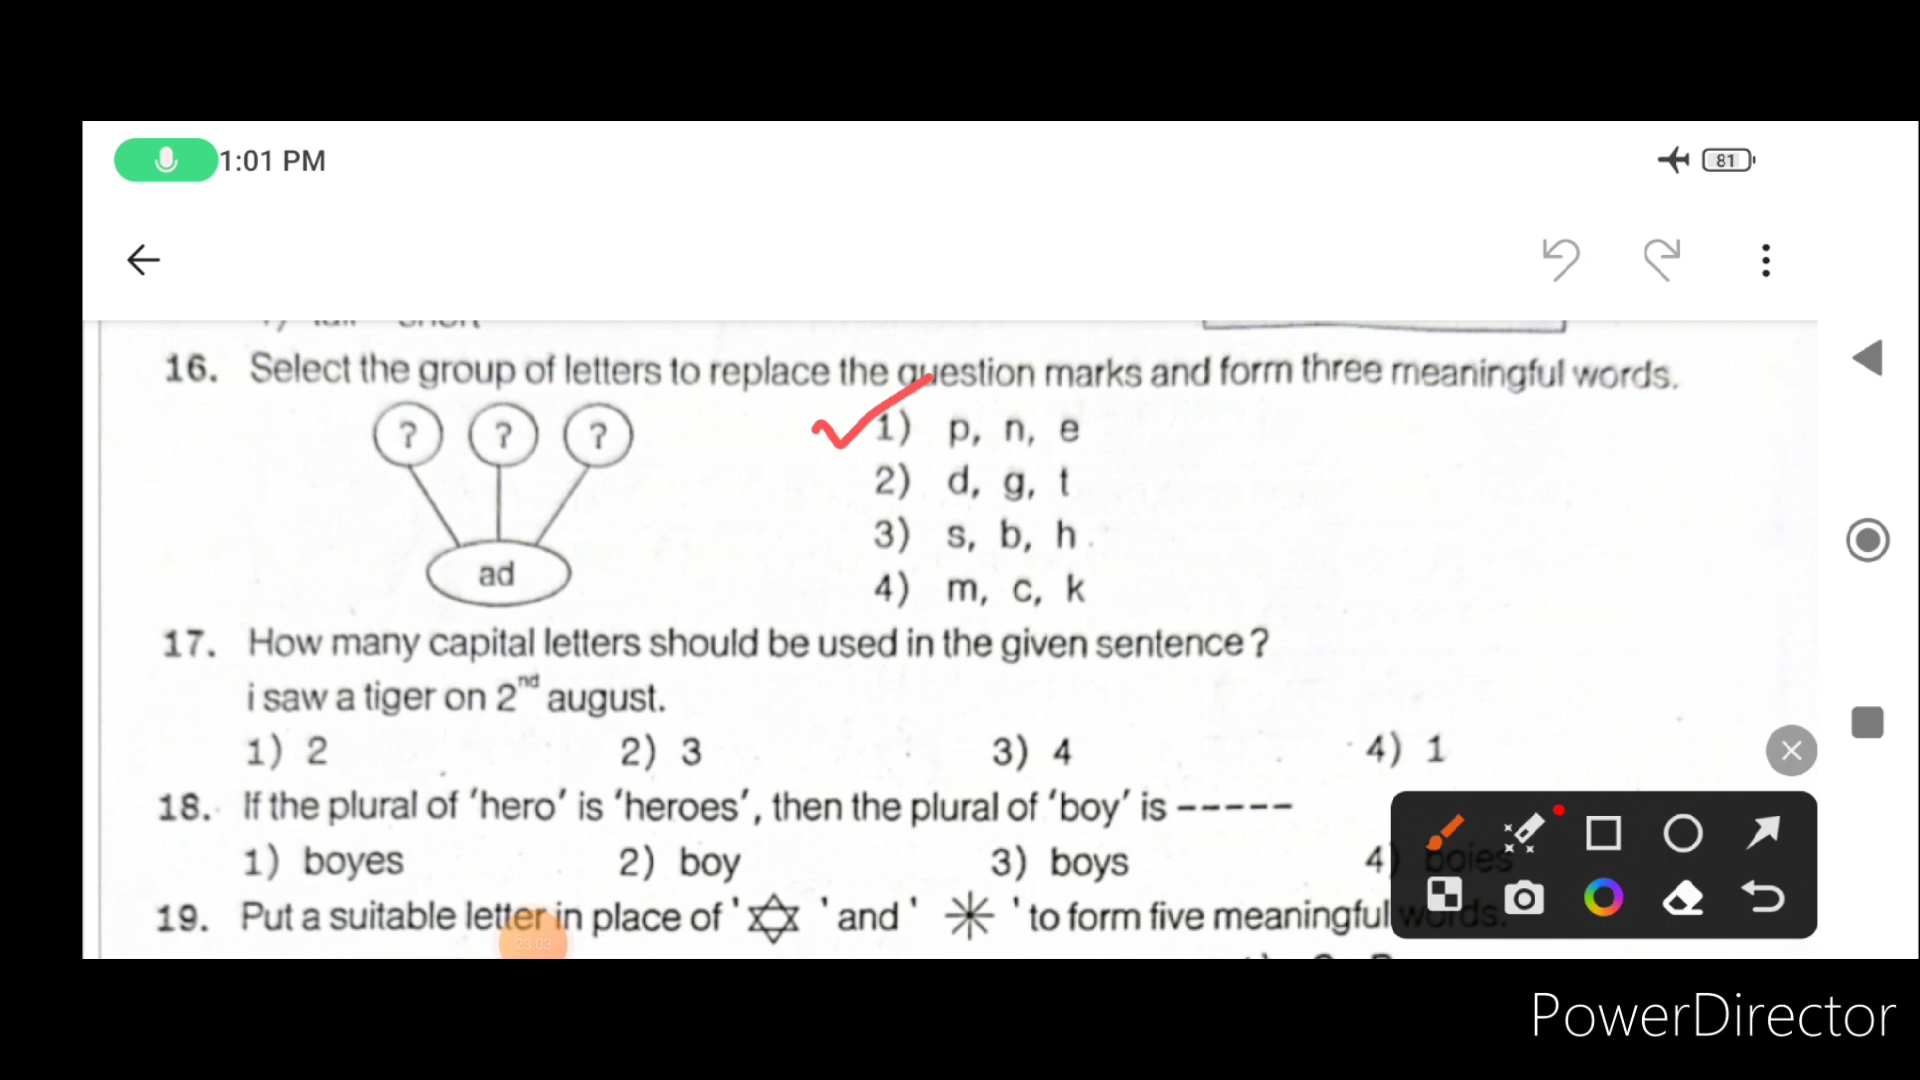 1:01 PM
81
16. Select the group of letters to replace the question marks and form three meaningful words.
? ? ?
ad
1) p, n, e
2) d, g, t
3) s, b, h
4) m, c, k
17. How many capital letters should be used in the given sentence?
i saw a tiger on 2nd august.
1) 2 2) 3 3) 4 4) 1
18. If the plural of 'hero' is 'heroes', then the plural of 'boy' is -----
1) boyes 2) boy 3) boys 4) boies
19. Put a suitable letter in place of ' ✡ ' and ' ✳ ' to form five meaningful words.
23:03
PowerDirector